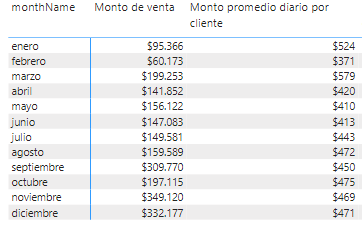 monthName Monto de venta Monto promedio diario por
cliente
enero $95.366 $524
febrero $60.173 $371
marzo $199.253 $579
abril $141.852 $420
mayo $156.122 $410
junio $147.083 $413
julio $149.581 $443
agosto $159.589 $472
septiembre $309.770 $450
octubre $197.115 $475
noviembre $349.120 $469
diciembre $332.177 $471